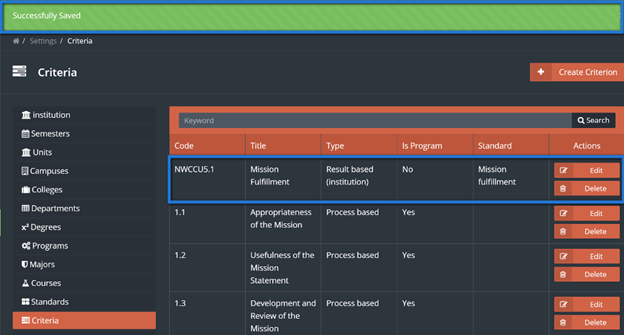 Successfully Saved
/ Settings / Criteria
Criteria
Create Criterion
institution
Semesters
Units
Campuses
Colleges
Departments
x² Degrees
Programs
Majors
Courses
Standards
Criteria
Keyword
Search
Code Title Type Is Program Standard Actions
NWCCU5.1 Mission Result based No Mission Edit
Fulfillment (institution) fulfillment Delete
1.1 Appropriateness Process based Yes Edit
of the Mission Delete
1.2 Usefulness of the Process based Yes Edit
Mission Delete
Statement
1.3 Development and Process based Yes Edit
Review of the Delete
Mission